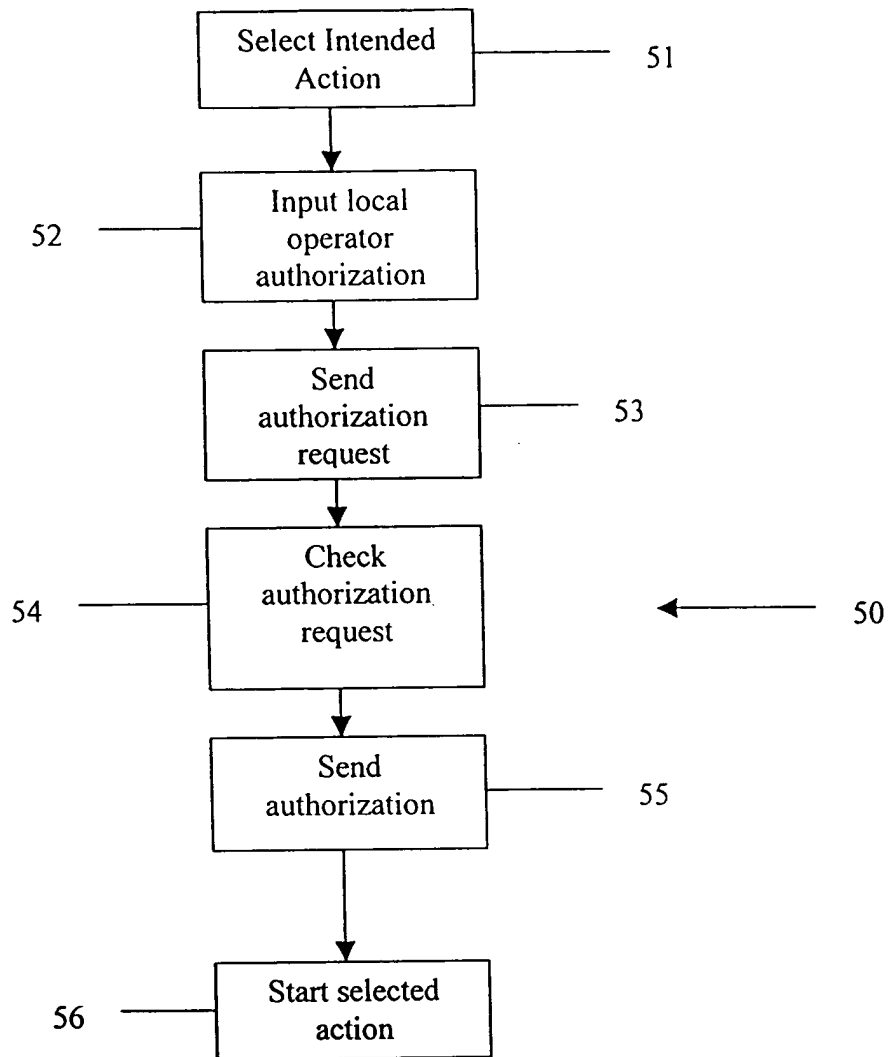 Select Intended
Action
51
Input local
operator
authorization
52
Send
authorization
request
53
Check
authorization
request
54
50
Send
authorization
55
Start selected
action
56